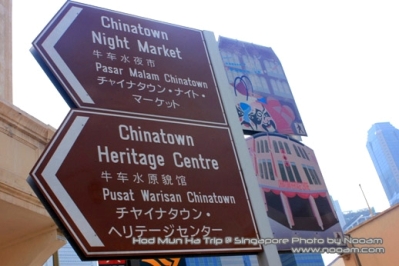 Chinatown
Night Market
牛车水夜市
Pasar Malam Chinatown
チャイナタウン・ナイト・
マーケット
Chinatown
Heritage Centre
牛车水原貌馆
Pusat Warisan Chinatown
チャイナタウン・
ヘリテージセンター
Hod Mun Ha Trip @ Singapore Photo by Nooam
www.nooam.com